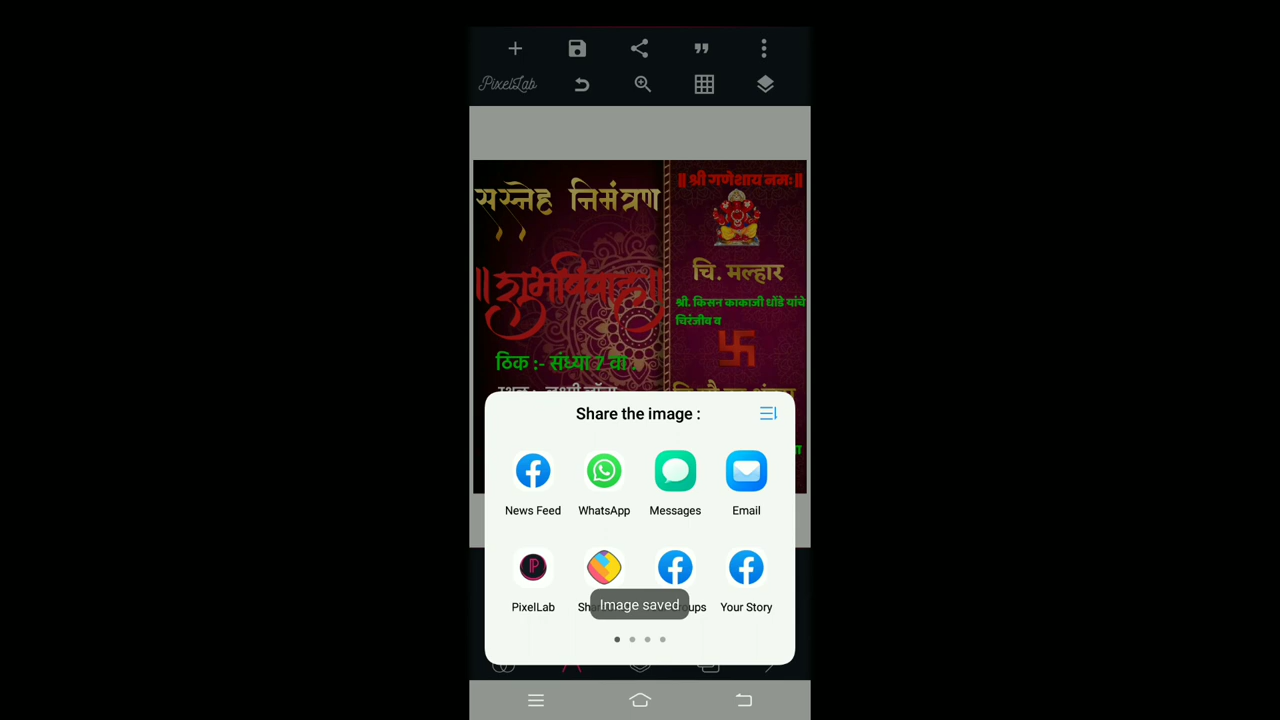 PixelLab
सस्नेह निमंत्रण
॥ श्री गणेशाय नमः ॥
॥शुभविवाह॥
चि. मल्हार
श्री. किसन काकाजी धोंडे यांचे
चिरंजीव व
ठिक :- संध्या 7 वा.
Share the image :
News Feed
WhatsApp
Messages
Email
PixelLab
Your Story
Image saved